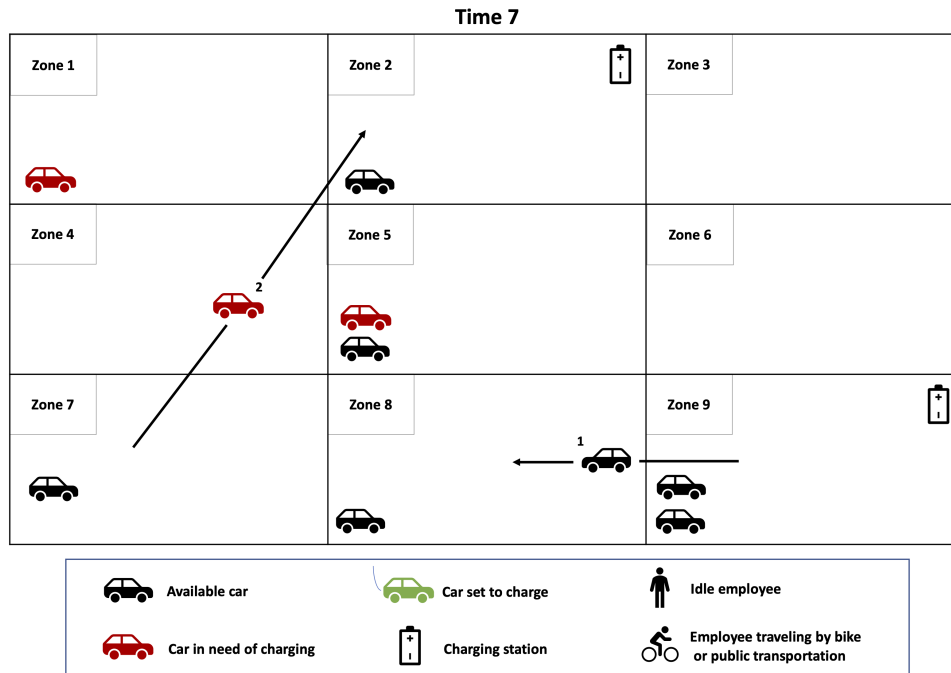 Time 7
Zone 1
Zone 2
+
I
Zone 3
Zone 4
2
Zone 5
Zone 6
Zone 7
Zone 8
1
Zone 9
+
I
Available car
Car set to charge
Idle employee
Car in need of charging
+
I
Charging station
Employee traveling by bike
or public transportation